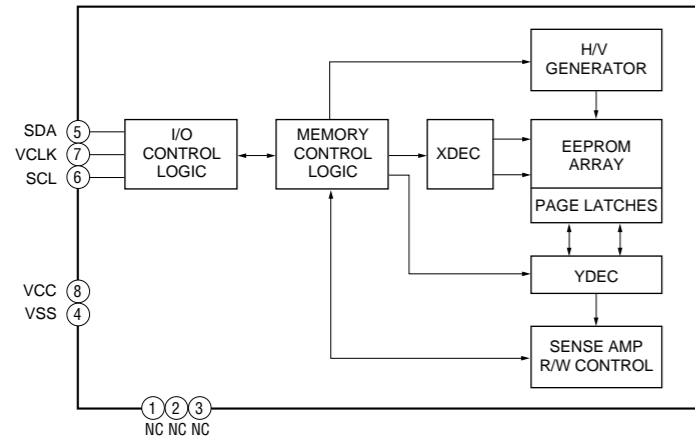 H/V
GENERATOR
SDA 5
VCLK 7
SCL 6
I/O
CONTROL
LOGIC
MEMORY
CONTROL
LOGIC
XDEC
EEPROM
ARRAY
PAGE LATCHES
YDEC
VCC 8
VSS 4
SENSE AMP
R/W CONTROL
1 2 3
NC NC NC